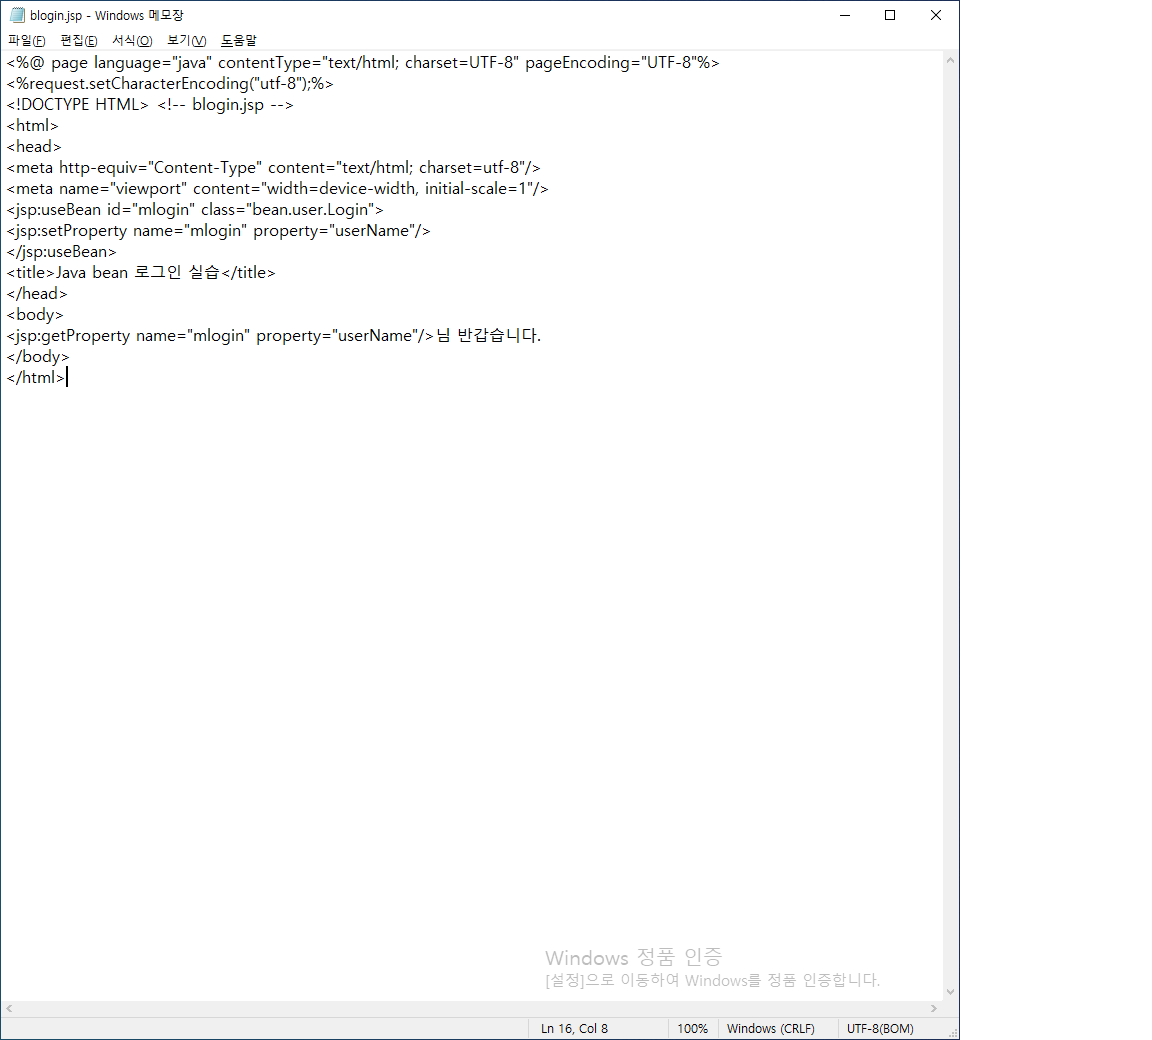 blogin.jsp - Windows 메모장
파일(F) 편집(E) 서식(O) 보기(V) 도움말
<%@ page language="java" contentType="text/html; charset=UTF-8" pageEncoding="UTF-8"%>
<%request.setCharacterEncoding("utf-8");%>
<!DOCTYPE HTML> <!-- blogin.jsp -->
<html>
<head>
<meta http-equiv="Content-Type" content="text/html; charset=utf-8"/>
<meta name="viewport" content="width=device-width, initial-scale=1"/>
<jsp:useBean id="mlogin" class="bean.user.Login">
<jsp:setProperty name="mlogin" property="userName"/>
</jsp:useBean>
<title>Java bean 로그인 실습</title>
</head>
<body>
<jsp:getProperty name="mlogin" property="userName"/>님 반갑습니다.
</body>
</html>
Windows 정품 인증
[설정]으로 이동하여 Windows를 정품 인증합니다.
Ln 16, Col 8 100% Windows (CRLF) UTF-8(BOM)